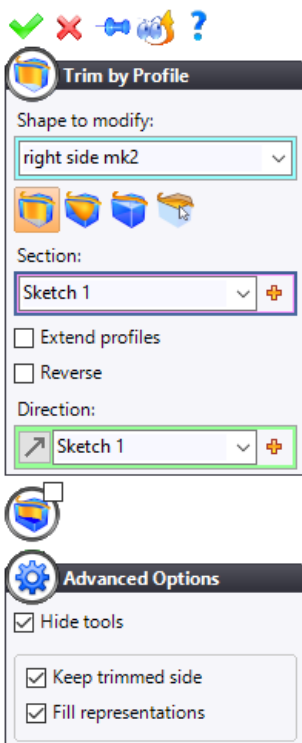 ?
Trim by Profile
Shape to modify:
right side mk2
Section:
Sketch 1
Extend profiles
Reverse
Direction:
Sketch 1
Advanced Options
Hide tools
Keep trimmed side
Fill representations